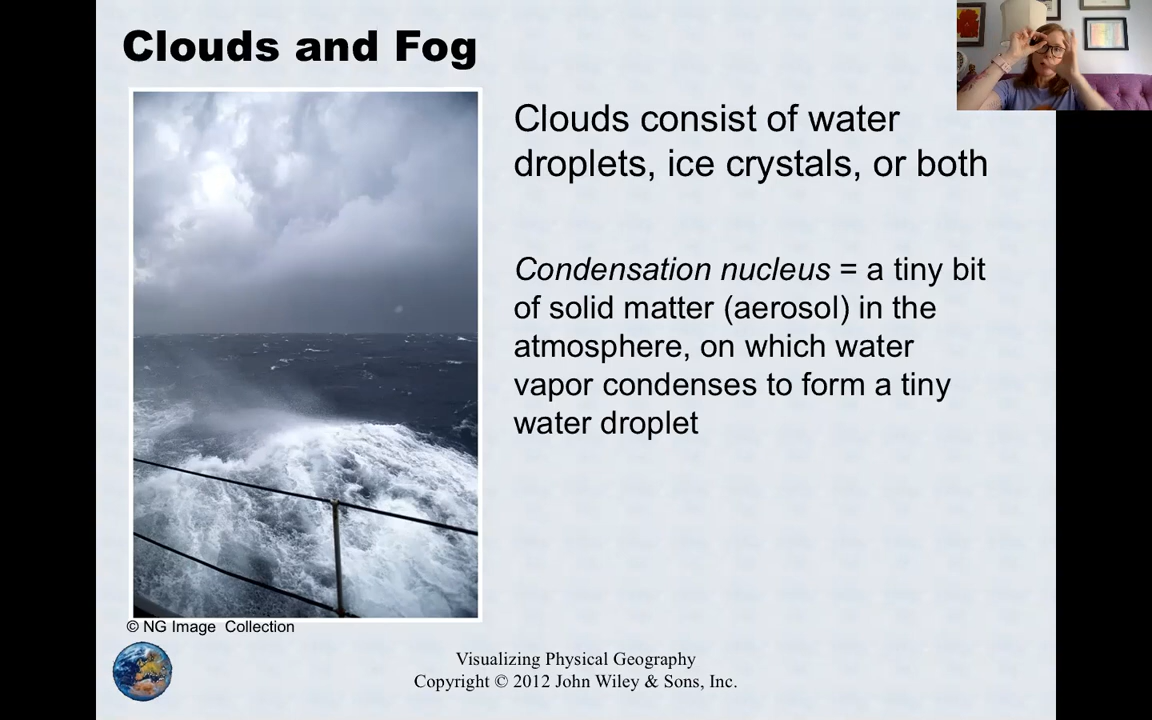 Clouds and Fog
Clouds consist of water
droplets, ice crystals, or both
Condensation nucleus = a tiny bit
of solid matter (aerosol) in the
atmosphere, on which water
vapor condenses to form a tiny
water droplet
© NG Image Collection
Visualizing Physical Geography
Copyright © 2012 John Wiley & Sons, Inc.